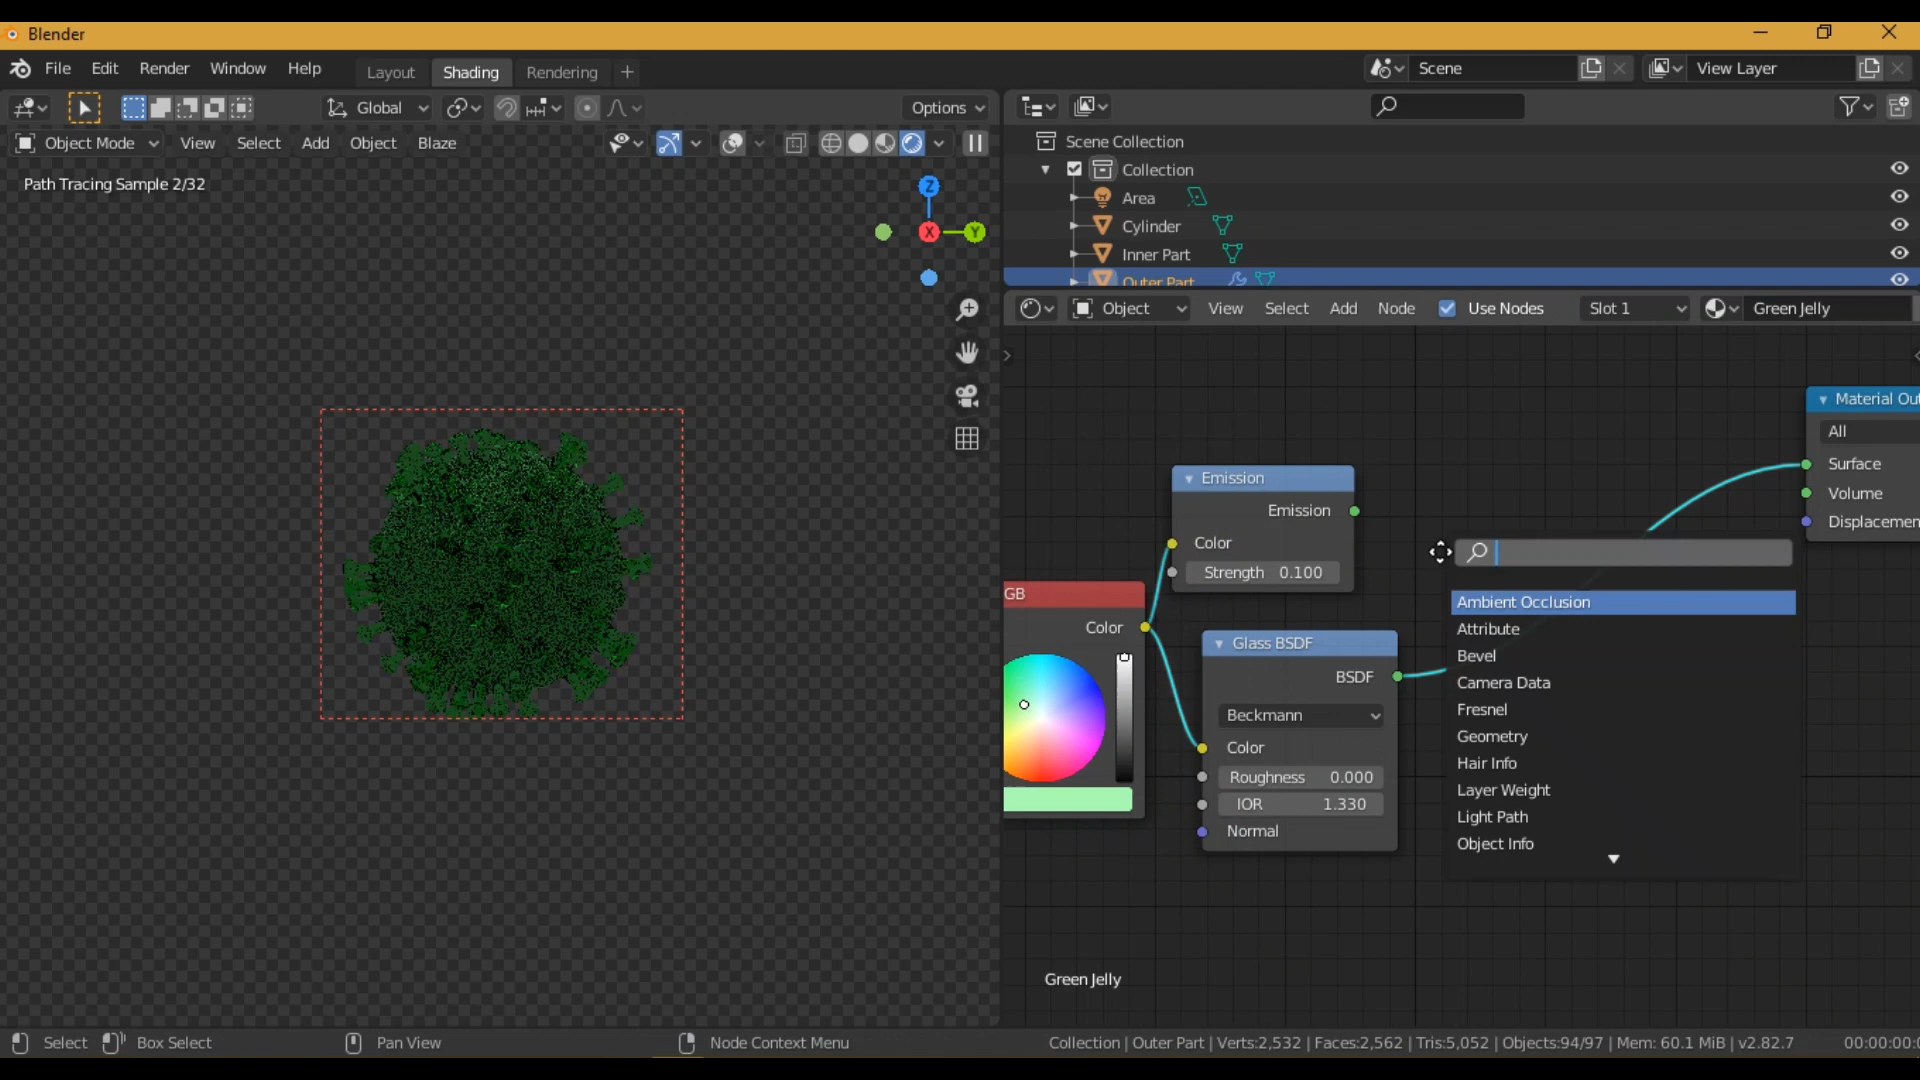 Blender
File Edit Render Window Help Layout Shading Rendering + Scene View Layer
Global Options
Object Mode View Select Add Object Blaze
Path Tracing Sample 2/32
Z
X Y
Scene Collection
Collection
Area
Cylinder
Inner Part
Outer Part
Object View Select Add Node Use Nodes Slot 1 Green Jelly
Material Out
All
Surface
Volume
Displacemen
Emission
Emission
Color
Strength 0.100
GB
Color
Glass BSDF
BSDF
Beckmann
Color
Roughness 0.000
IOR 1.330
Normal
Ambient Occlusion
Attribute
Bevel
Camera Data
Fresnel
Geometry
Hair Info
Layer Weight
Light Path
Object Info
Green Jelly
Select Box Select Pan View Node Context Menu Collection | Outer Part | Verts:2,532 | Faces:2,562 | Tris:5,052 | Objects:94/97 | Mem: 60.1 MiB | v2.82.7 00:00:00:0